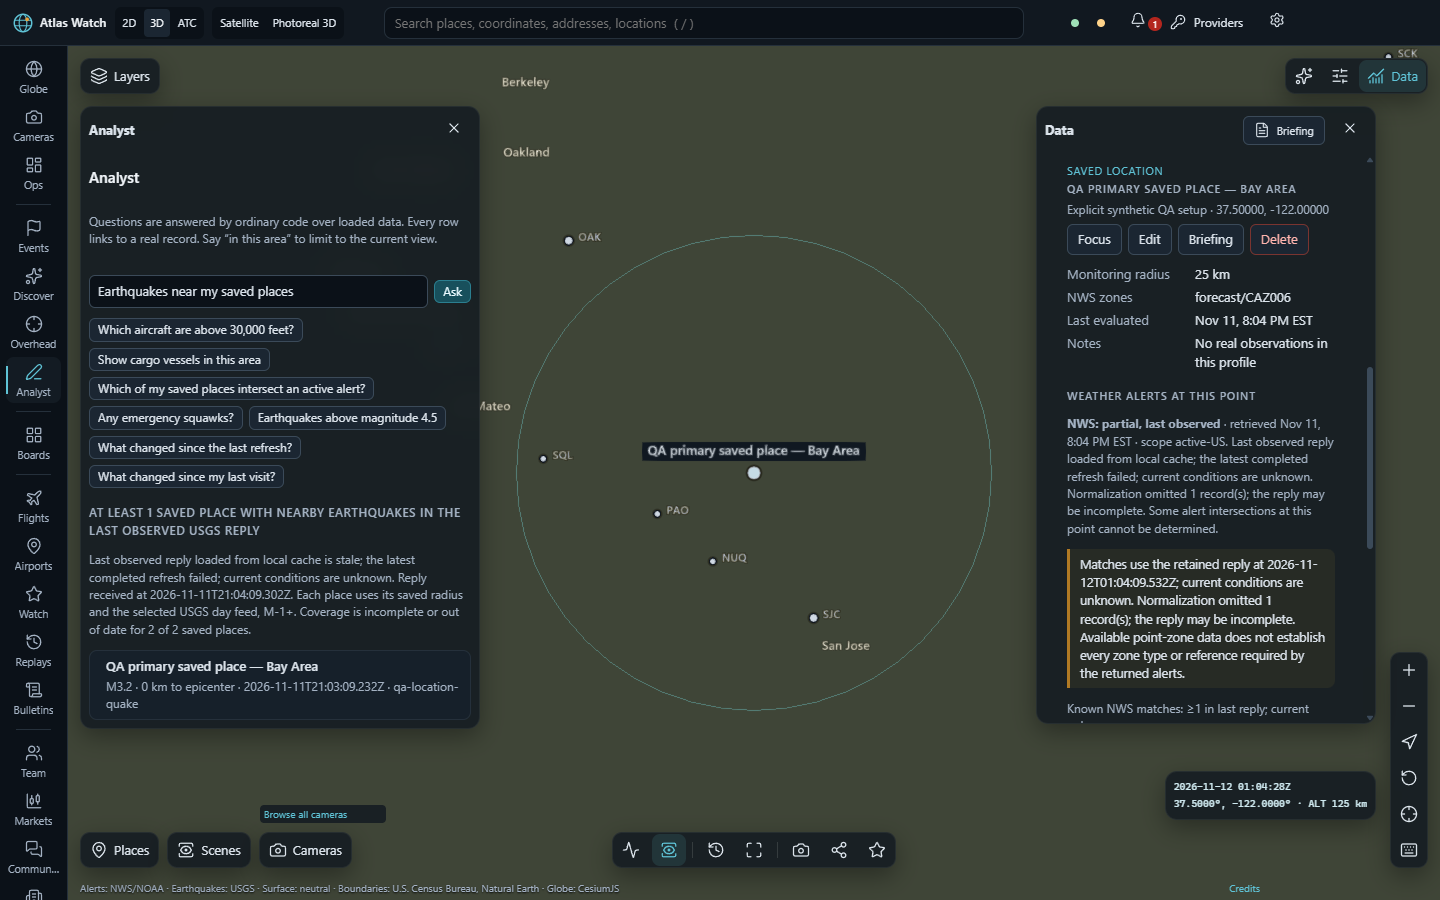 Atlas Watch
2D 3D ATC
Satellite Photoreal 3D
Search places, coordinates, addresses, locations ( / )
1
Providers
Globe
Cameras
Ops
Events
Discover
Overhead
Analyst
Boards
Flights
Airports
Watch
Replays
Bulletins
Team
Markets
Commun...
Layers
Analyst
Analyst
Questions are answered by ordinary code over loaded data. Every row
links to a real record. Say “in this area” to limit to the current view.
Earthquakes near my saved places
Ask
Which aircraft are above 30,000 feet?
Show cargo vessels in this area
Which of my saved places intersect an active alert?
Any emergency squawks? Earthquakes above magnitude 4.5
What changed since the last refresh?
What changed since my last visit?
AT LEAST 1 SAVED PLACE WITH NEARBY EARTHQUAKES IN THE
LAST OBSERVED USGS REPLY
Last observed reply loaded from local cache is stale; the latest
completed refresh failed; current conditions are unknown. Reply
received at 2026-11-11T21:04:09.302Z. Each place uses its saved radius
and the selected USGS day feed, M-1+. Coverage is incomplete or out
of date for 2 of 2 saved places.
QA primary saved place — Bay Area
M3.2 · 0 km to epicenter · 2026-11-11T21:03:09.232Z · qa-location-
quake
Berkeley
Oakland
OAK
Mateo
SQL
QA primary saved place — Bay Area
PAO
NUQ
SJC
San Jose
SCK
Data
Data
Briefing
SAVED LOCATION
QA PRIMARY SAVED PLACE — BAY AREA
Explicit synthetic QA setup · 37.50000, -122.00000
Focus Edit Briefing Delete
Monitoring radius 25 km
NWS zones forecast/CAZ006
Last evaluated Nov 11, 8:04 PM EST
Notes No real observations in
this profile
WEATHER ALERTS AT THIS POINT
NWS: partial, last observed · retrieved Nov 11,
8:04 PM EST · scope active-US. Last observed reply
loaded from local cache; the latest completed
refresh failed; current conditions are unknown.
Normalization omitted 1 record(s); the reply may
be incomplete. Some alert intersections at this
point cannot be determined.
Matches use the retained reply at 2026-11-
12T01:04:09.532Z; current conditions are
unknown. Normalization omitted 1
record(s); the reply may be incomplete.
Available point-zone data does not establish
every zone type or reference required by
the returned alerts.
Known NWS matches: ≥1 in last reply; current
2026-11-12 01:04:28Z
37.5000°, -122.0000° · ALT 125 km
Browse all cameras
Places
Scenes
Cameras
Alerts: NWS/NOAA · Earthquakes: USGS · Surface: neutral · Boundaries: U.S. Census Bureau, Natural Earth · Globe: CesiumJS
Credits